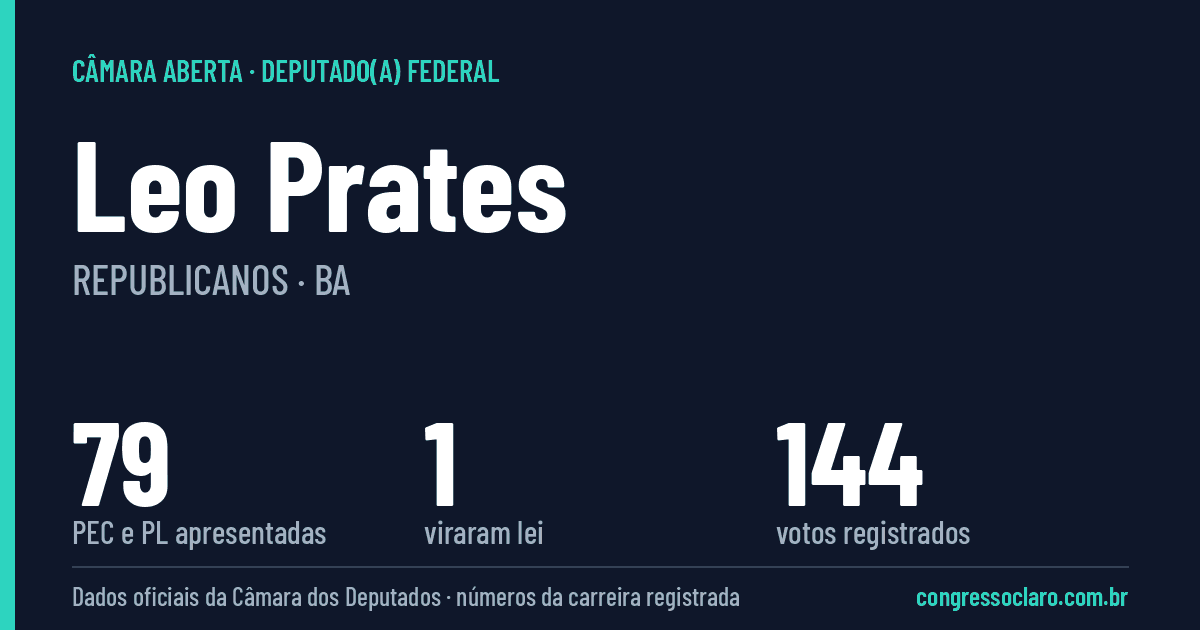 CÂMARA ABERTA · DEPUTADO(A) FEDERAL
Leo Prates
REPUBLICANOS · BA
79 1 144
PEC e PL apresentadas viraram lei votos registrados
Dados oficiais da Câmara dos Deputados · números da carreira registrada congressoclaro.com.br